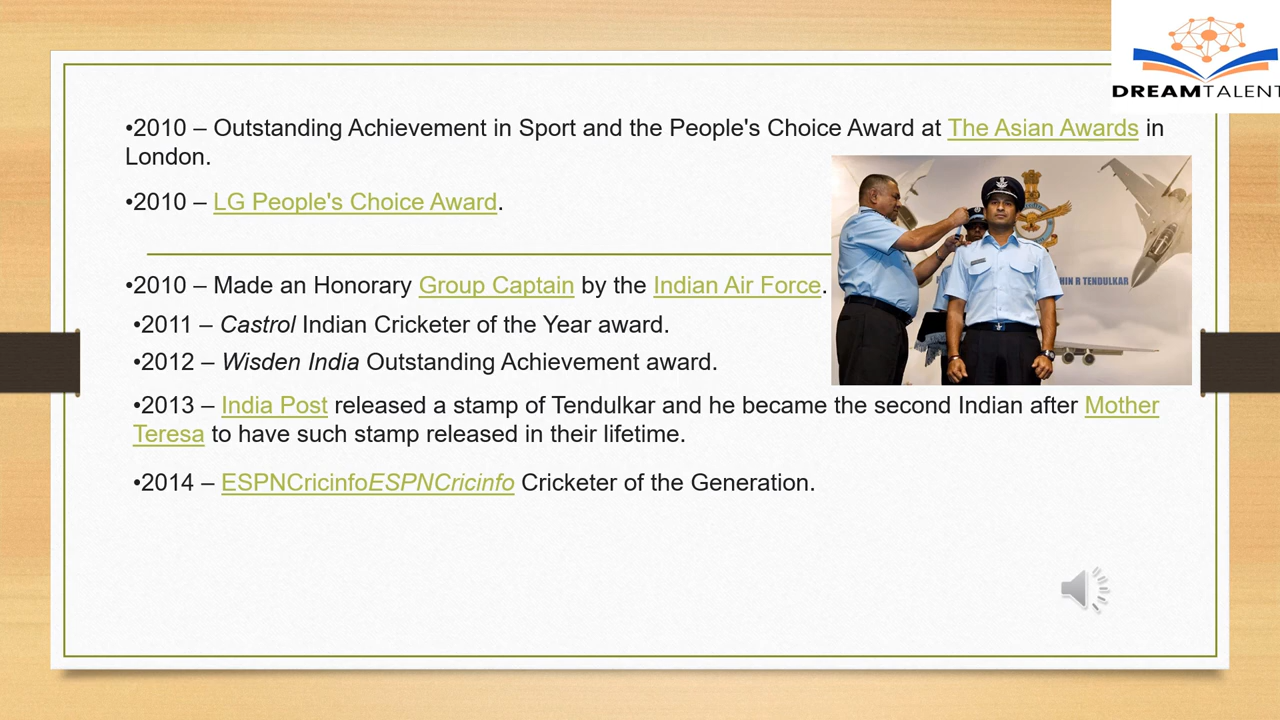 DREAMTALENT
•2010 – Outstanding Achievement in Sport and the People's Choice Award at The Asian Awards in
London.
•2010 – LG People's Choice Award.
•2010 – Made an Honorary Group Captain by the Indian Air Force.
HIN R TENDULKAR
•2011 – Castrol Indian Cricketer of the Year award.
•2012 – Wisden India Outstanding Achievement award.
•2013 – India Post released a stamp of Tendulkar and he became the second Indian after Mother
Teresa to have such stamp released in their lifetime.
•2014 – ESPNCricinfoESPNCricinfo Cricketer of the Generation.